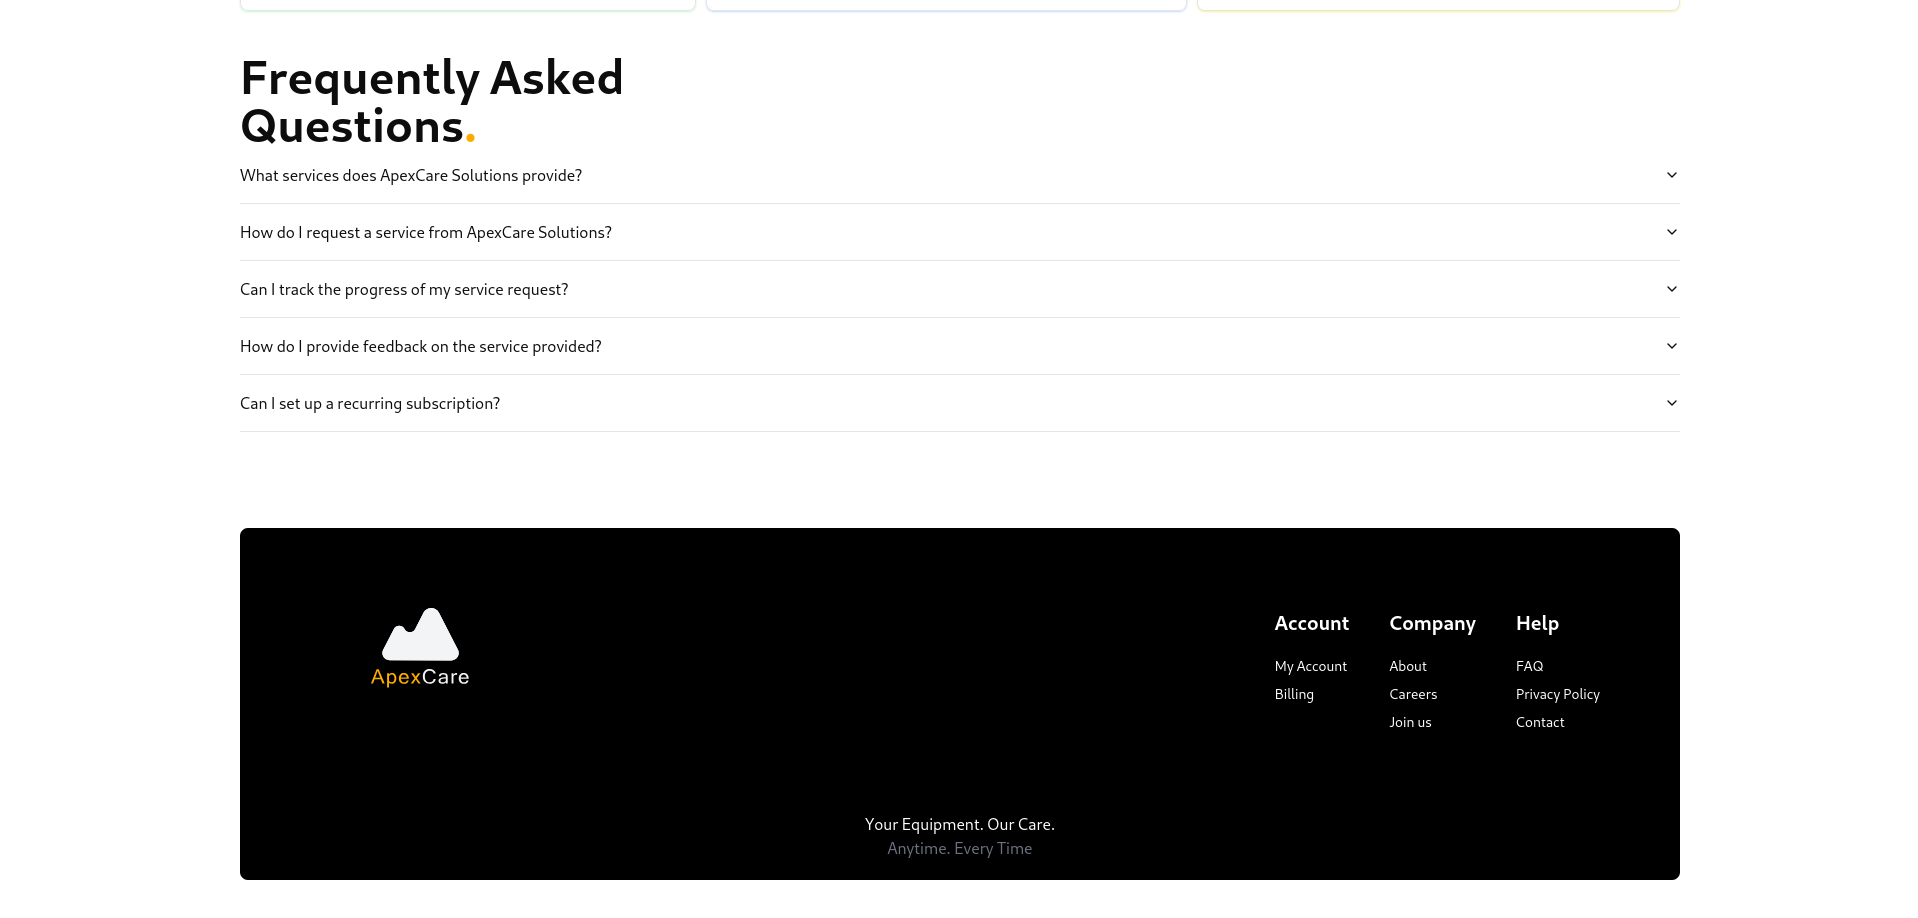 Frequently Asked
Questions.
What services does ApexCare Solutions provide?
How do I request a service from ApexCare Solutions?
Can I track the progress of my service request?
How do I provide feedback on the service provided?
Can I set up a recurring subscription?
ApexCare
Account
My Account
Billing
Company
About
Careers
Join us
Help
FAQ
Privacy Policy
Contact
Your Equipment. Our Care.
Anytime. Every Time